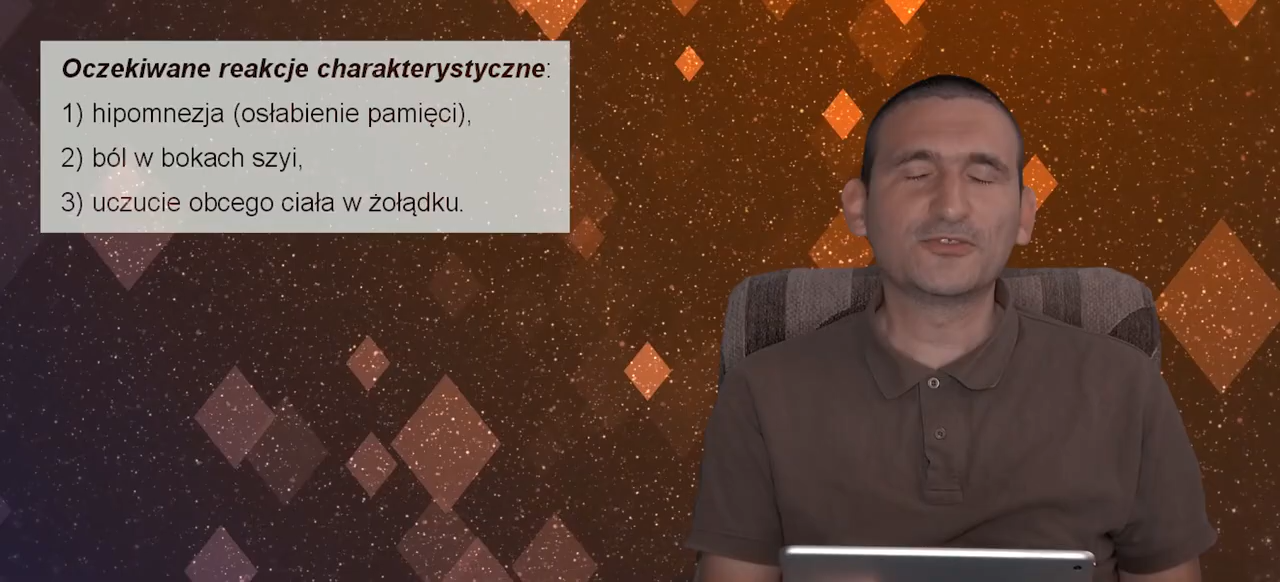 Oczekiwane reakcje charakterystyczne:
1) hipomnezja (osłabienie pamięci),
2) ból w bokach szyi,
3) uczucie obcego ciała w żołądku.